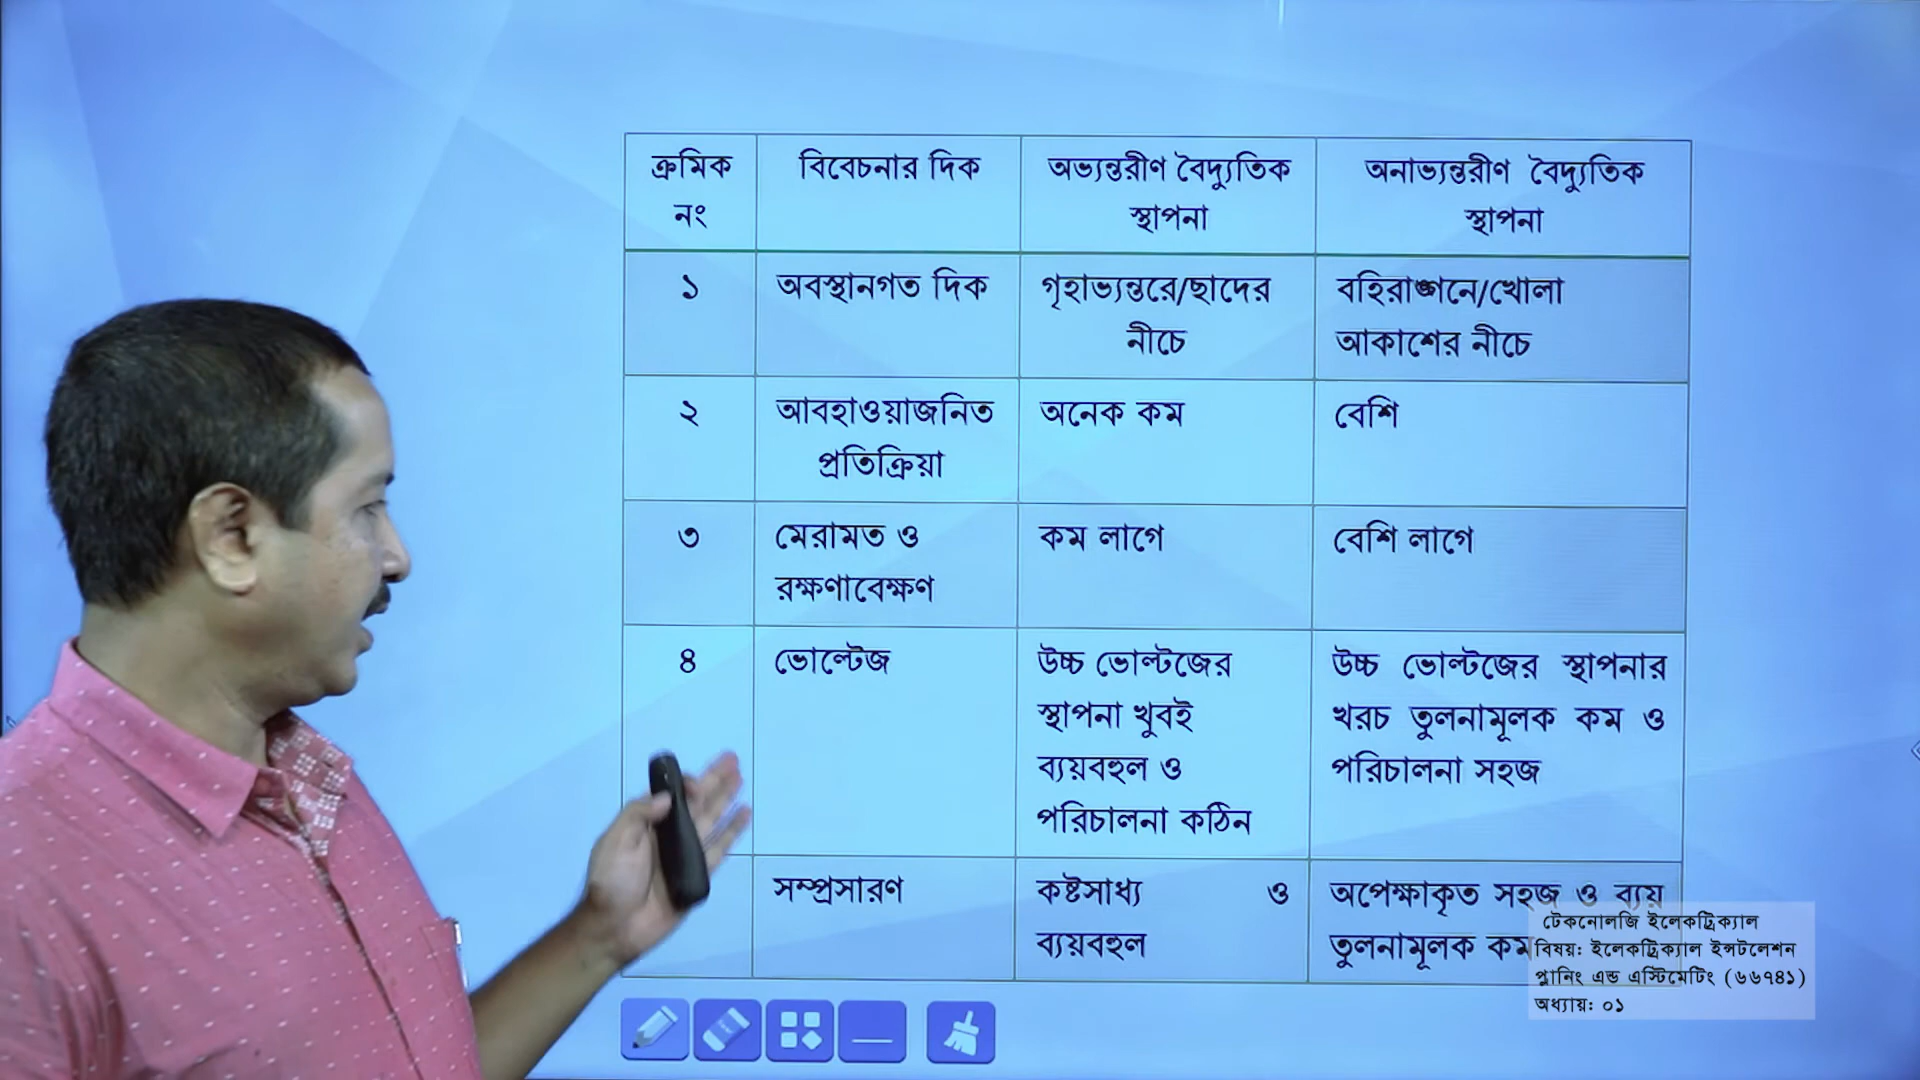 ক্রমিক নং
বিবেচনার দিক
অভ্যন্তরীণ বৈদ্যুতিক স্থাপনা
অনাভ্যন্তরীণ বৈদ্যুতিক স্থাপনা
১
অবস্থানগত দিক
গৃহাভ্যন্তরে/ছাদের নীচে
বহিরাঙ্গনে/খোলা আকাশের নীচে
২
আবহাওয়াজনিত প্রতিক্রিয়া
অনেক কম
বেশি
৩
মেরামত ও রক্ষণাবেক্ষণ
কম লাগে
বেশি লাগে
৪
ভোল্টেজ
উচ্চ ভোল্টজের স্থাপনা খুবই ব্যয়বহুল ও পরিচালনা কঠিন
উচ্চ ভোল্টজের স্থাপনার খরচ তুলনামূলক কম ও পরিচালনা সহজ
সম্প্রসারণ
কষ্টসাধ্য ও ব্যয়বহুল
অপেক্ষাকৃত সহজ ও ব্যয় তুলনামূলক কম
টেকনোলজি ইলেকট্রিক্যাল
বিষয়: ইলেকট্রিক্যাল ইন্সটলেশন
প্লানিং এন্ড এস্টিমেটিং (৬৬৭৪১)
অধ্যায়: ০১